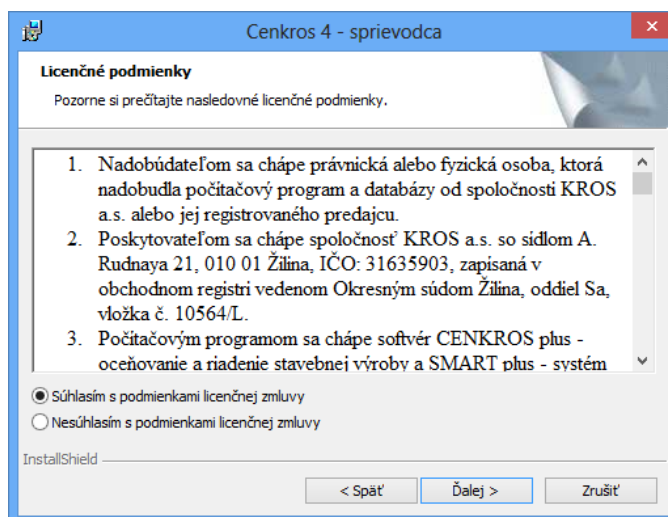 Cenkros 4 - sprievodca
Licenčné podmienky
Pozorne si prečítajte nasledovné licenčné podmienky.
1. Nadobúdateľom sa chápe právnická alebo fyzická osoba, ktorá
nadobudla počítačový program a databázy od spoločnosti KROS
a.s. alebo jej registrovaného predajcu.
2. Poskytovateľom sa chápe spoločnosť KROS a.s. so sídlom A.
Rudnaya 21, 010 01 Žilina, IČO: 31635903, zapísaná v
obchodnom registri vedenom Okresným súdom Žilina, oddiel Sa,
vložka č. 10564/L.
3. Počítačovým programom sa chápe softvér CENKROS plus -
oceňovanie a riadenie stavebnej výroby a SMART plus - systém
Súhlasím s podmienkami licenčnej zmluvy
Nesúhlasím s podmienkami licenčnej zmluvy
InstallShield
< Späť
Ďalej >
Zrušiť